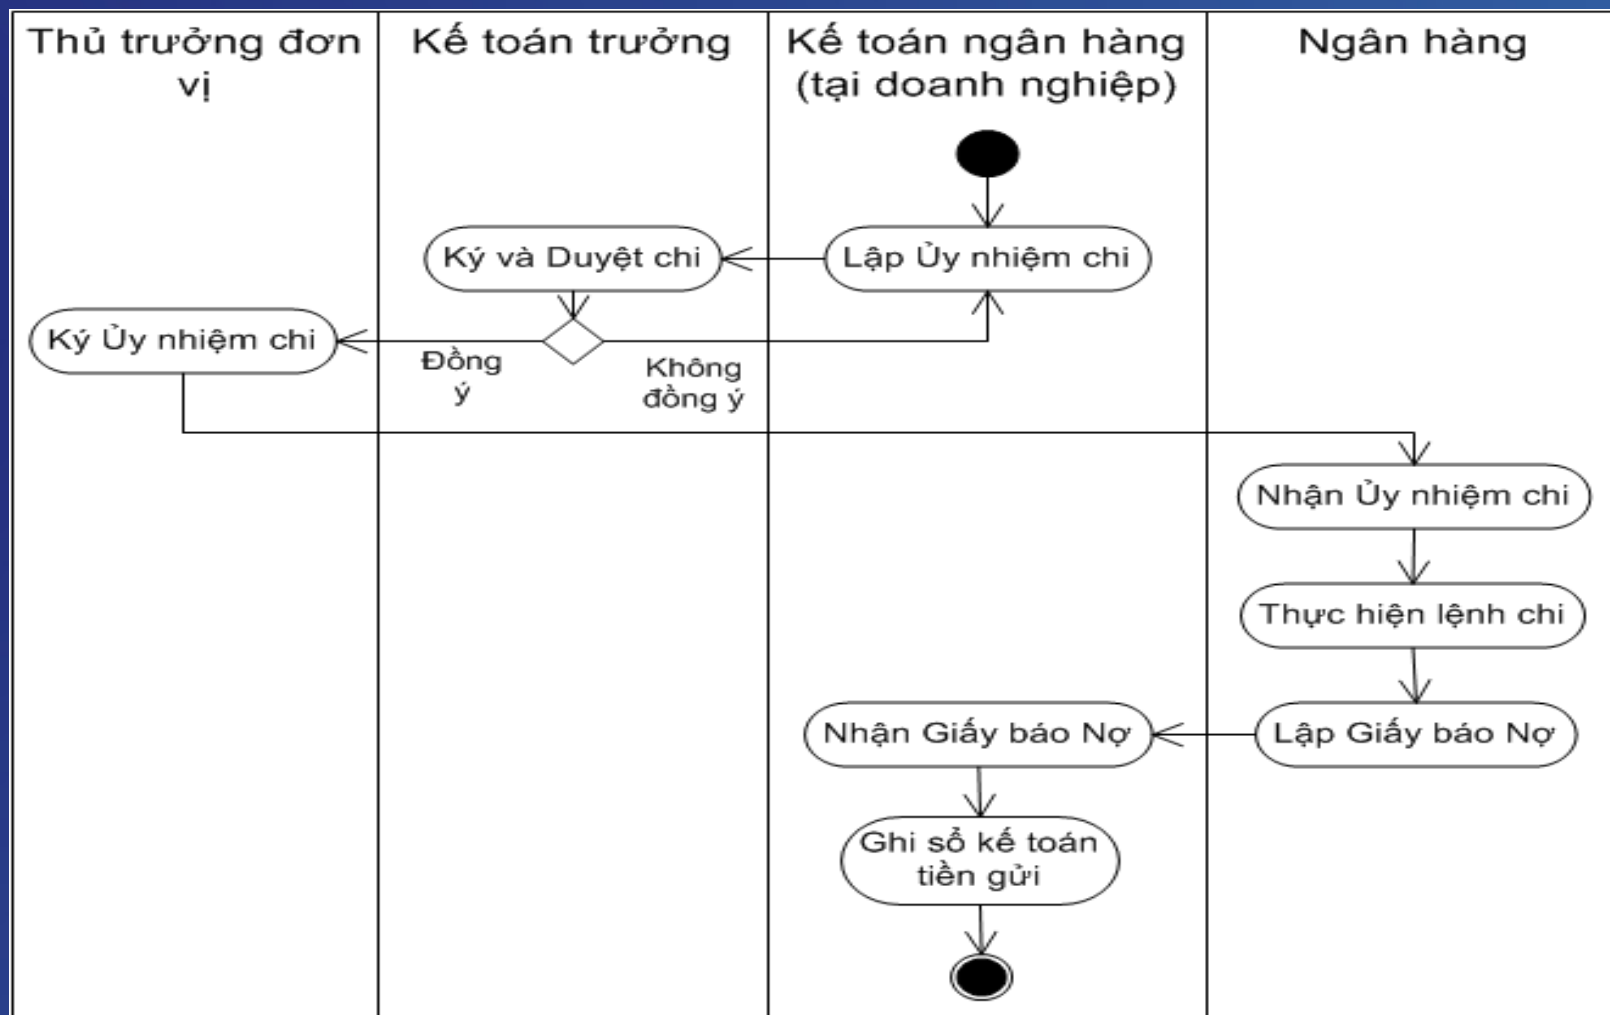 Thủ trưởng đơn
vị
Kế toán trưởng
Kế toán ngân hàng
(tại doanh nghiệp)
Ngân hàng
Ký và Duyệt chi
Lập Ủy nhiệm chi
Ký Ủy nhiệm chi
Đồng
ý
Không
đồng ý
Nhận Ủy nhiệm chi
Thực hiện lệnh chi
Nhận Giấy báo Nợ
Lập Giấy báo Nợ
Ghi sổ kế toán
tiền gửi